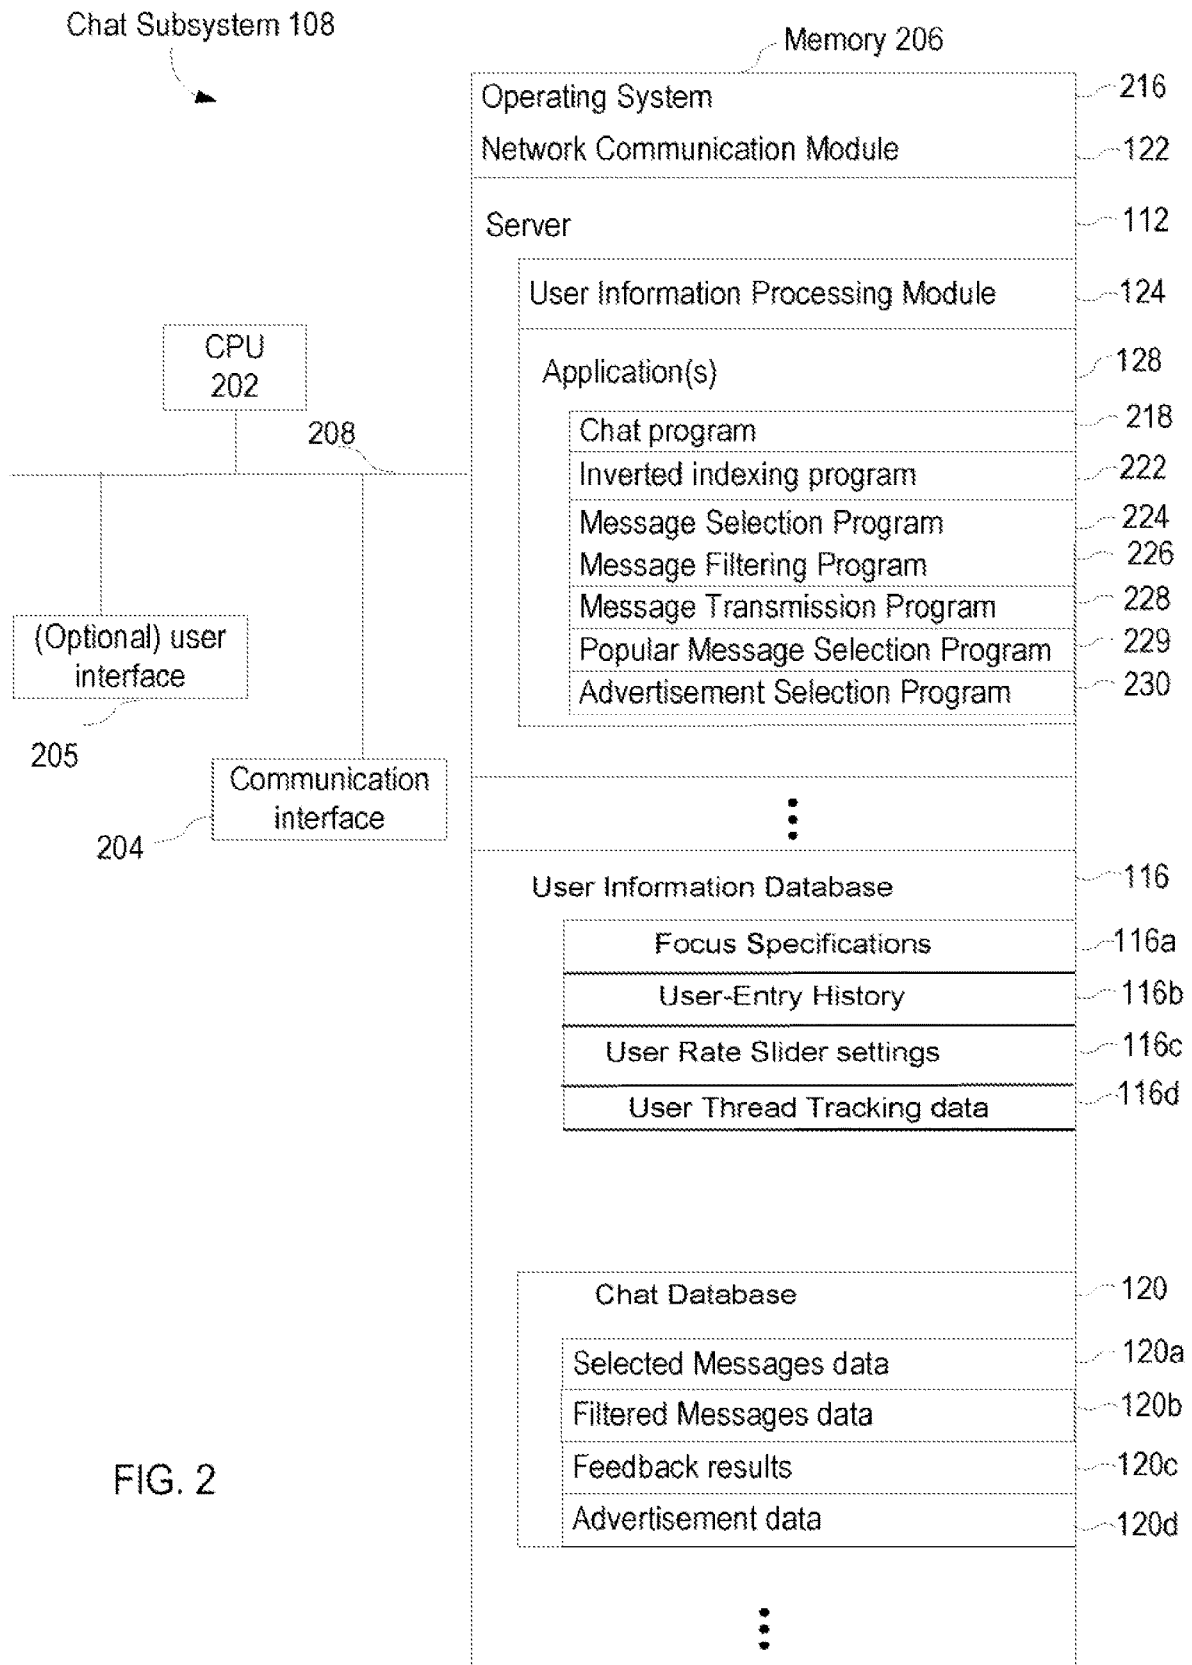 Chat Subsystem 108
Memory 206
Operating System 216
Network Communication Module 122
Server 112
User Information Processing Module 124
Application(s) 128
Chat program 218
Inverted indexing program 222
Message Selection Program 224
Message Filtering Program 226
Message Transmission Program 228
Popular Message Selection Program 229
Advertisement Selection Program 230
CPU
202
208
(Optional) user
interface
205
Communication
interface
204
User Information Database 116
Focus Specifications 116a
User-Entry History 116b
User Rate Slider settings 116c
User Thread Tracking data 116d
Chat Database 120
Selected Messages data 120a
Filtered Messages data 120b
Feedback results 120c
Advertisement data 120d
FIG. 2